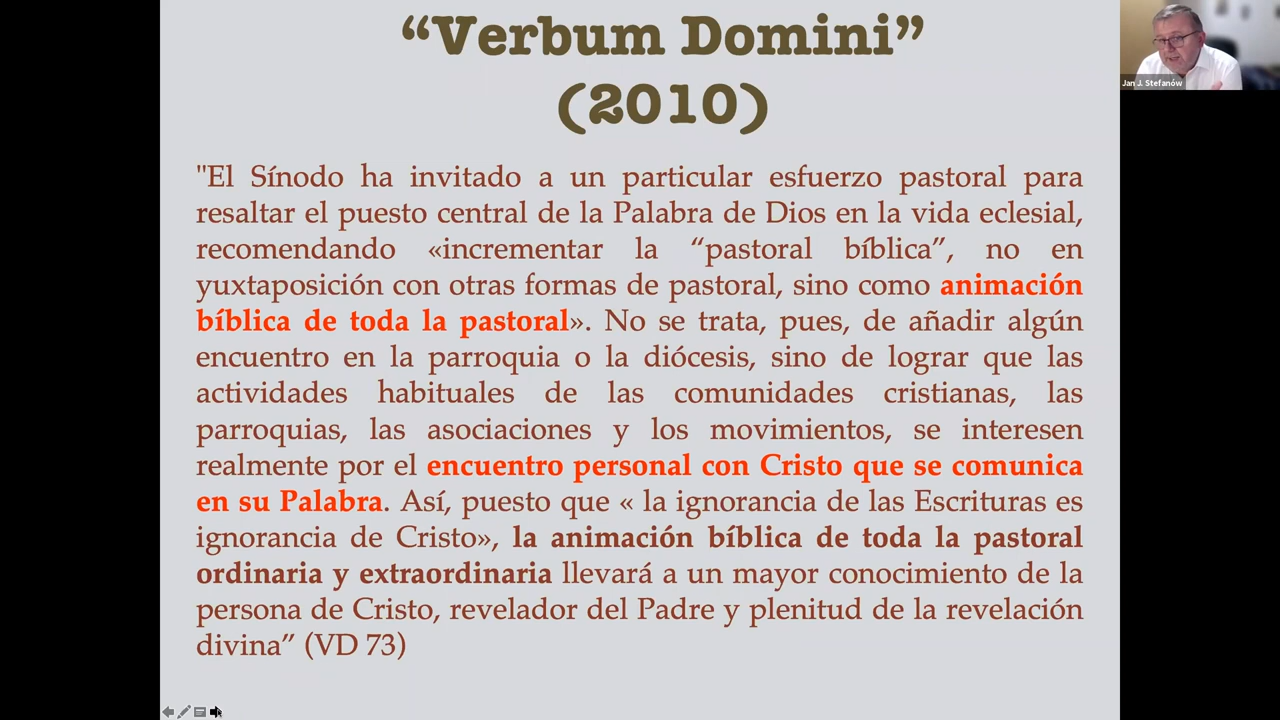 “Verbum Domini”
(2010)
Jan J. Stefanów
"El Sínodo ha invitado a un particular esfuerzo pastoral para
resaltar el puesto central de la Palabra de Dios en la vida eclesial,
recomendando «incrementar la “pastoral bíblica”, no en
yuxtaposición con otras formas de pastoral, sino como animación
bíblica de toda la pastoral». No se trata, pues, de añadir algún
encuentro en la parroquia o la diócesis, sino de lograr que las
actividades habituales de las comunidades cristianas, las
parroquias, las asociaciones y los movimientos, se interesen
realmente por el encuentro personal con Cristo que se comunica
en su Palabra. Así, puesto que « la ignorancia de las Escrituras es
ignorancia de Cristo», la animación bíblica de toda la pastoral
ordinaria y extraordinaria llevará a un mayor conocimiento de la
persona de Cristo, revelador del Padre y plenitud de la revelación
divina” (VD 73)